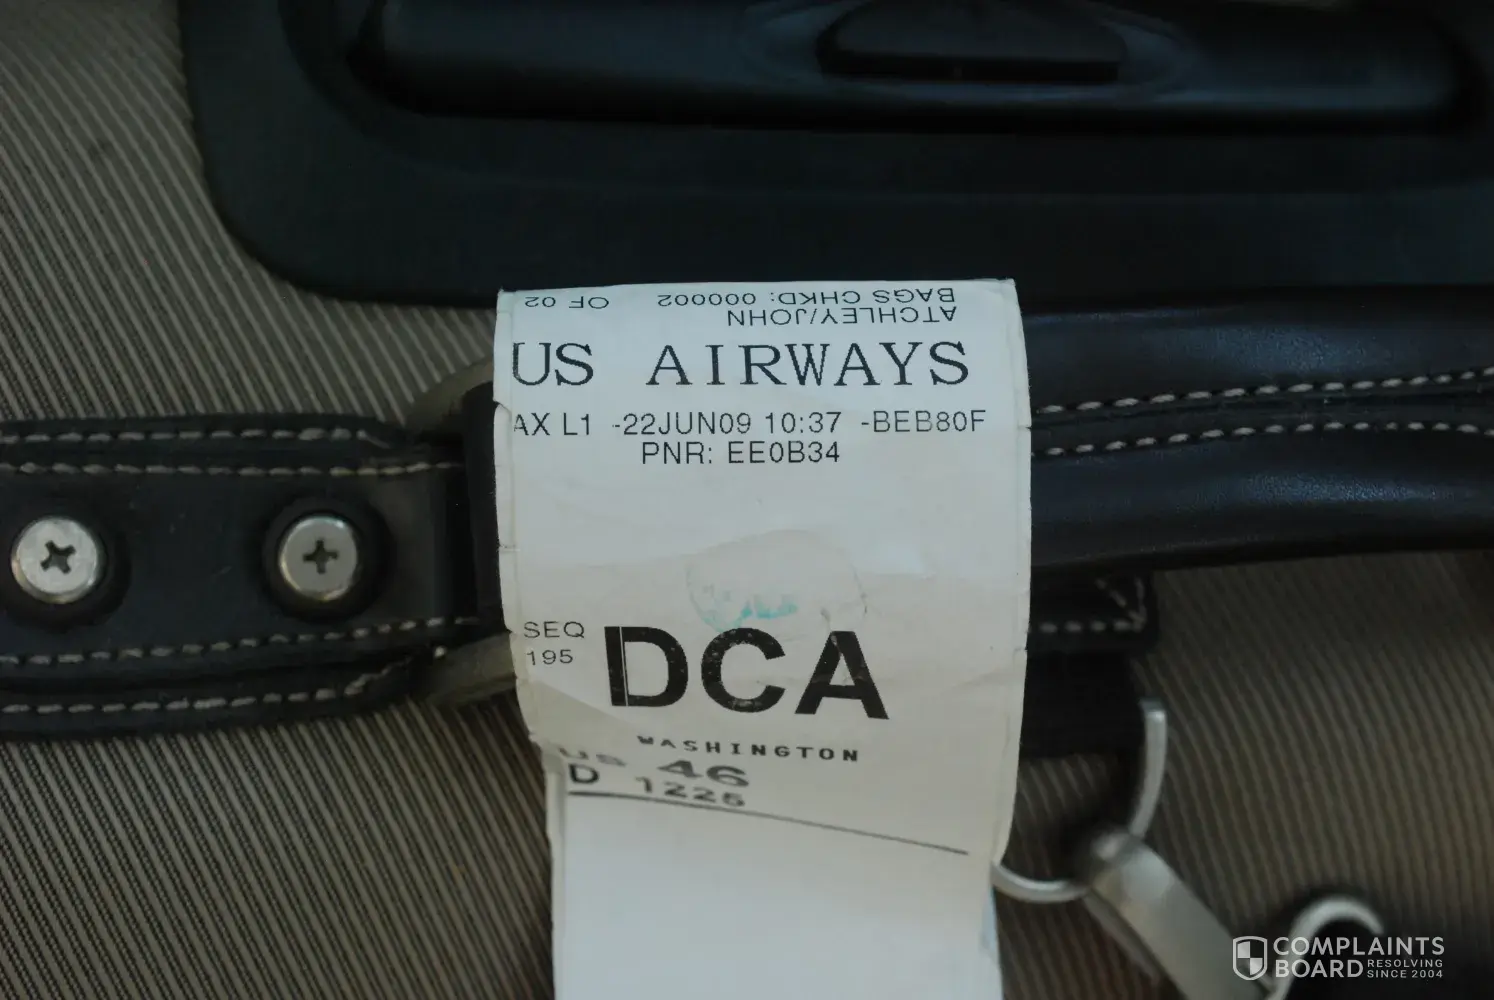 BAGS CHKD: 000002 OF 02
ATCHLEY/JOHN
US AIRWAYS
AX L1 -22JUN09 10:37 -BEB80F
PNR: EE0B34
SEQ
195
DCA
WASHINGTON
US 46
D 1225
COMPLAINTS
BOARD RESOLVING
SINCE 2004